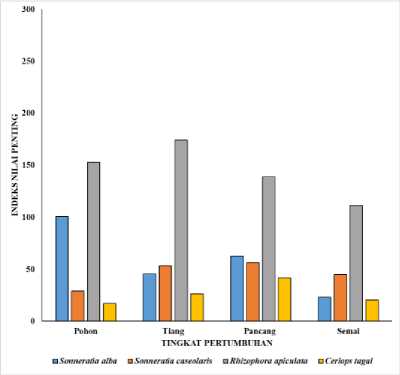 300
250
200
150
100
50
0
INDEKS NILAI PENTING
Pohon Tiang Pancang Semai
TINGKAT PERTUMBUHAN
Sonneratia alba Sonneratia caseolaris Rhizophora apiculata Ceriops tagal